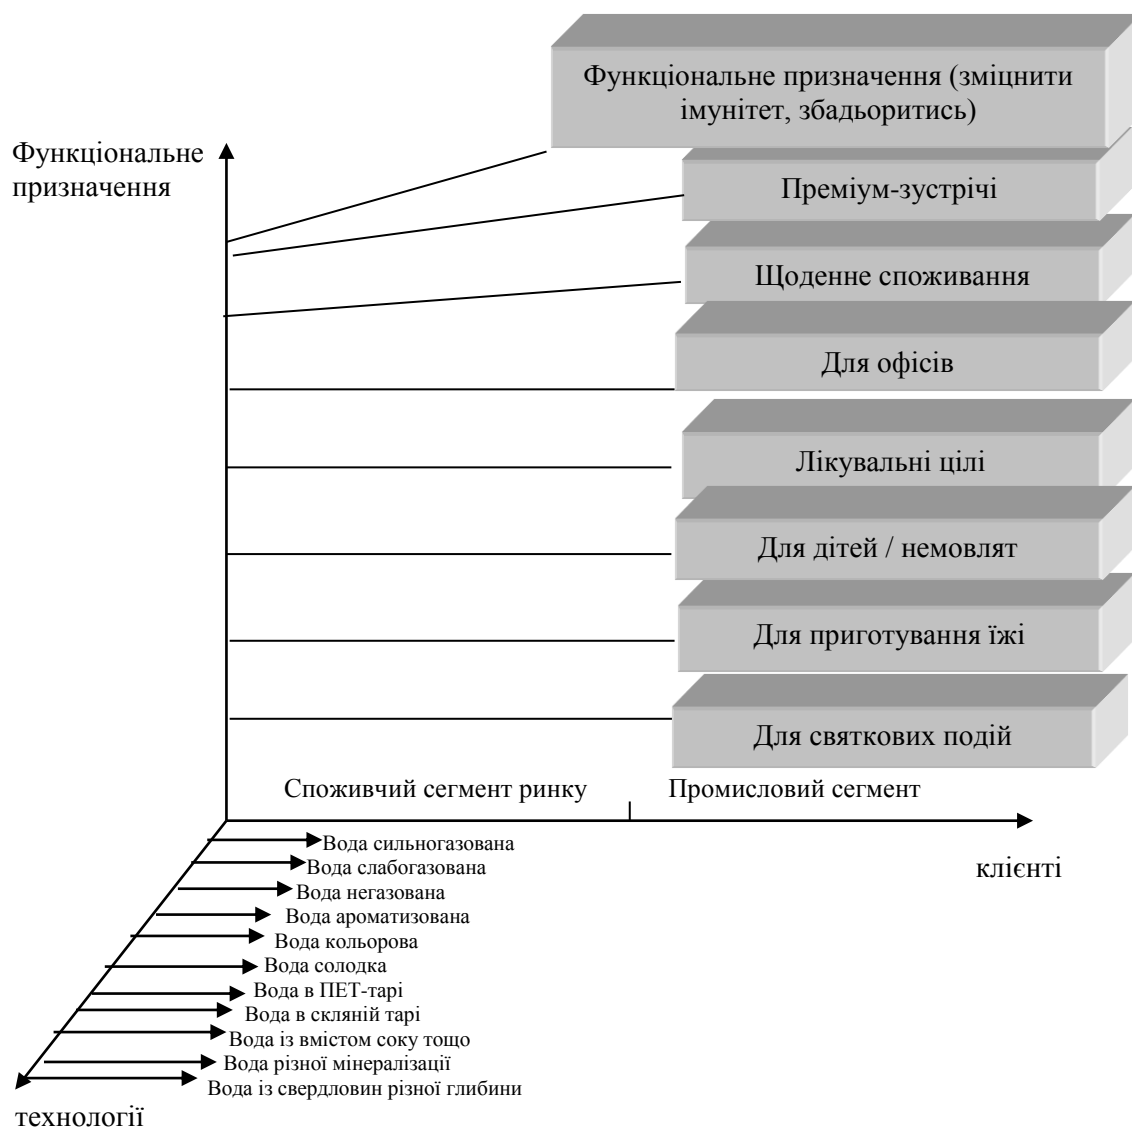 Функціональне призначення (зміцнити
імунітет, збадьоритись)
Функціональне
призначення
Преміум-зустрічі
Щоденне споживання
Для офісів
Лікувальні цілі
Для дітей / немовлят
Для приготування їжі
Для святкових подій
Споживчий сегмент ринку
Промисловий сегмент
клієнті
Вода сильногазована
Вода слабогазована
Вода негазована
Вода ароматизована
Вода кольорова
Вода солодка
Вода в ПЕТ-тарі
Вода в скляній тарі
Вода із вмістом соку тощо
Вода різної мінералізації
Вода із свердловин різної глибини
технології